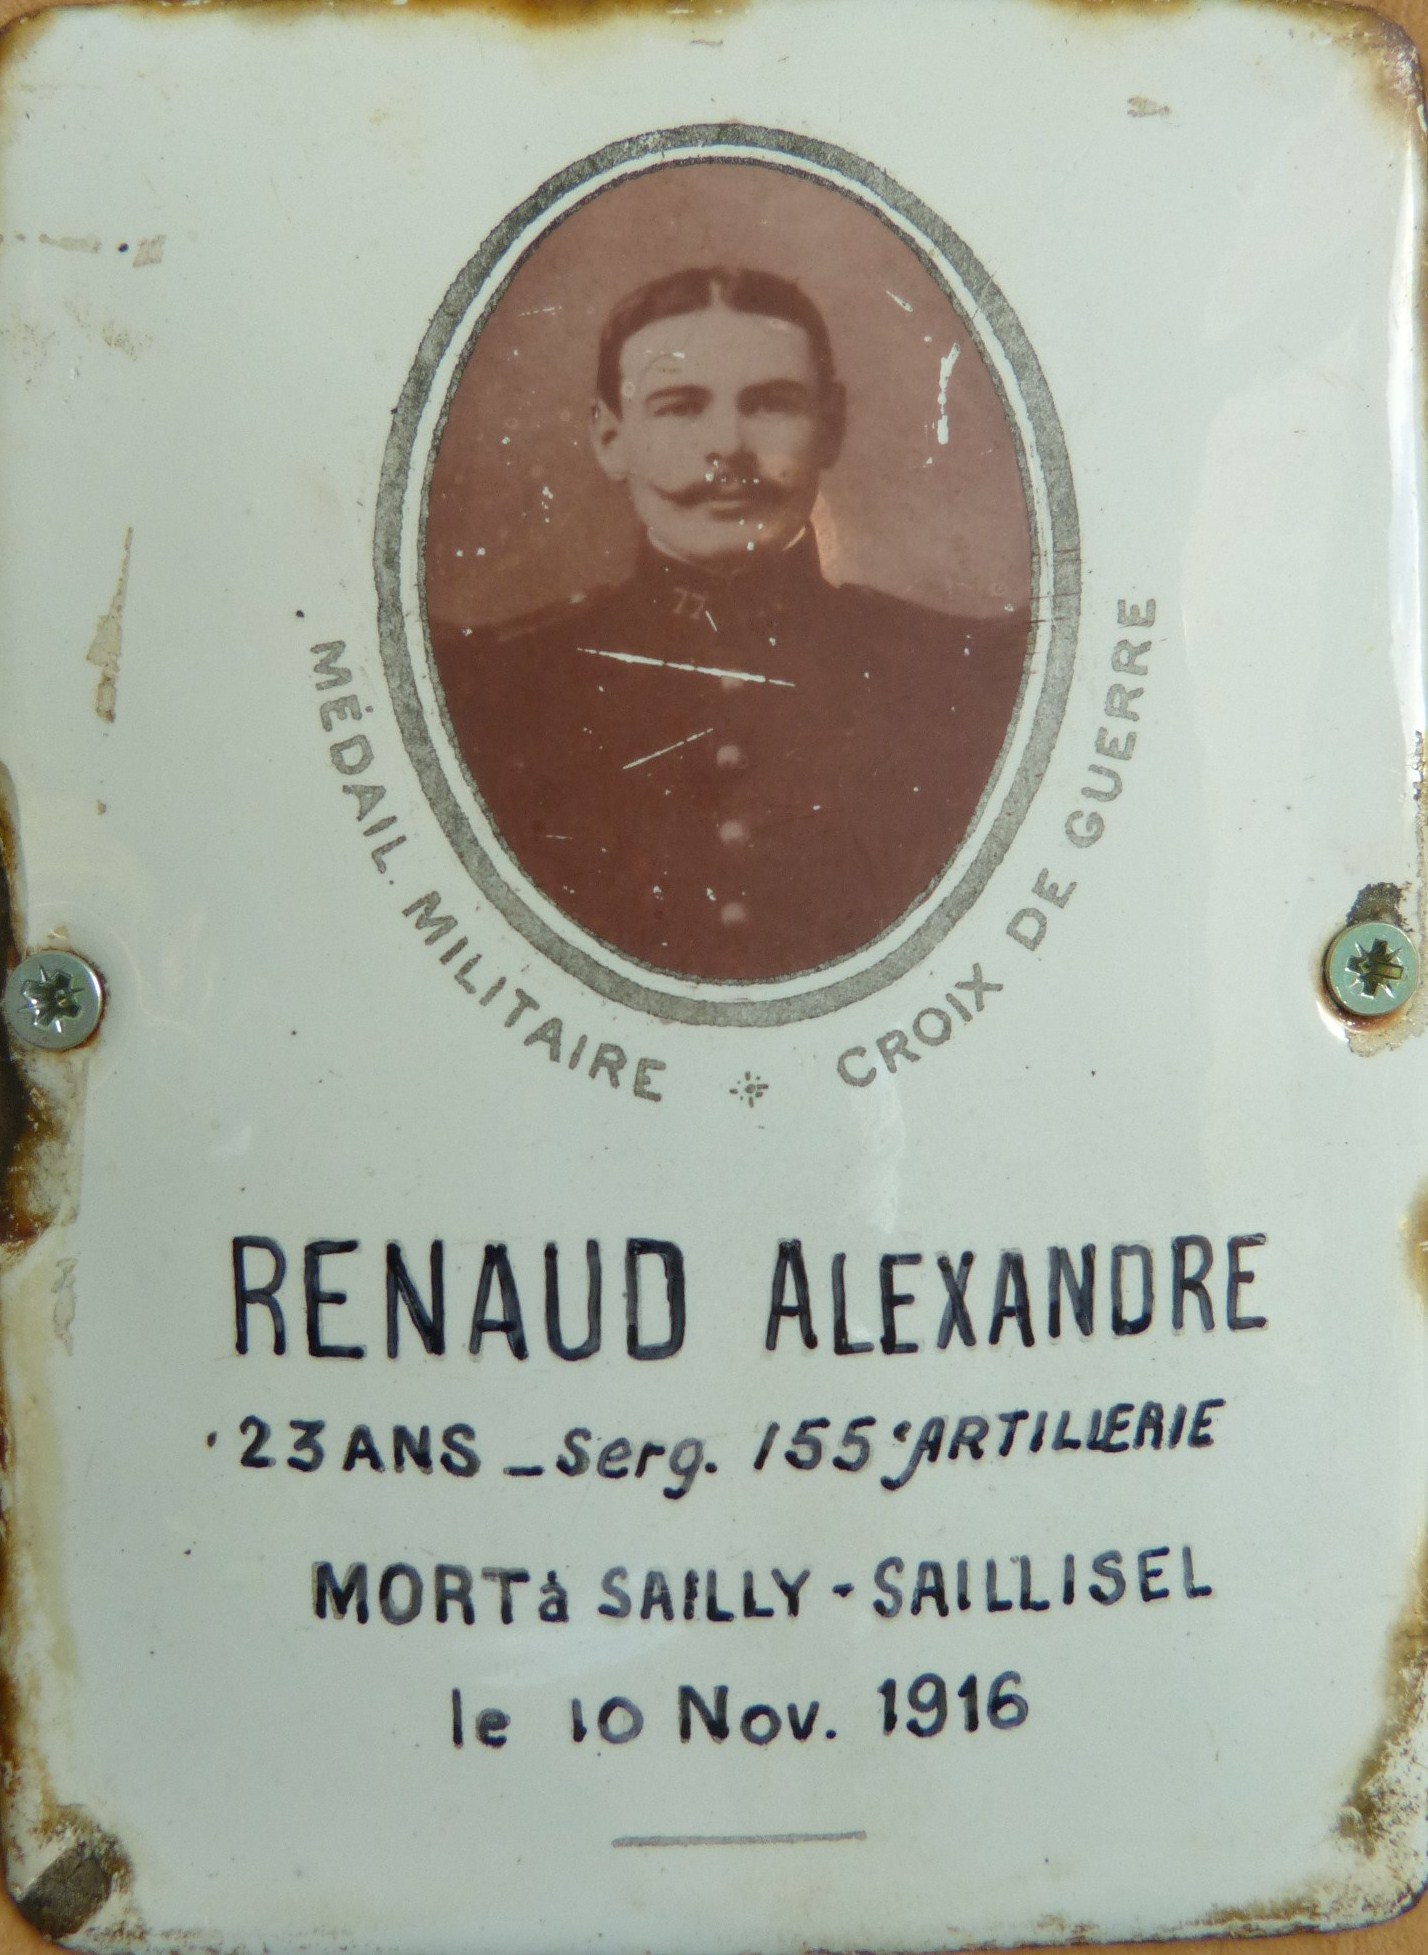 77
MÉDAIL. MILITAIRE * CROIX DE GUERRE
RENAUD ALEXANDRE
23 ANS - Serg. 155e ARTILLERIE
MORT à SAILLY - SAILLISEL
le 10 Nov. 1916